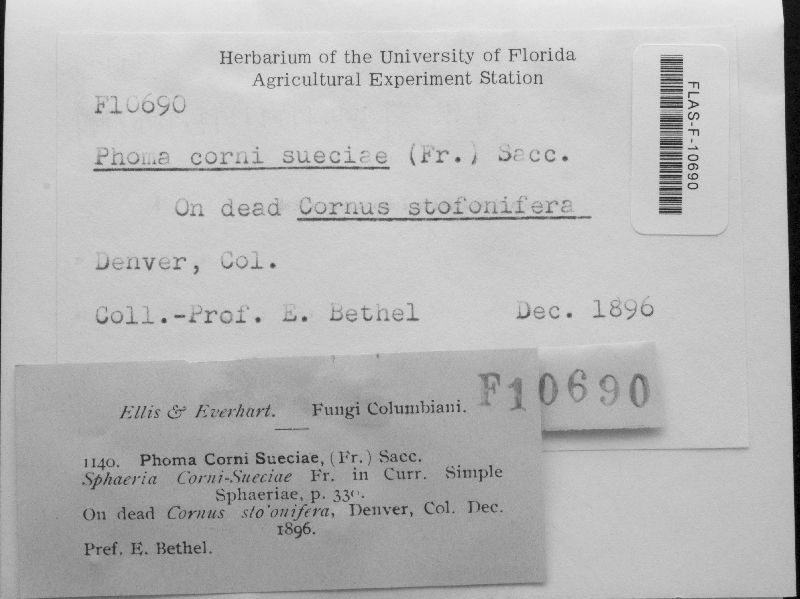 Herbarium of the University of Florida
Agricultural Experiment Station
F10690
Phoma corni sueciae (Fr.) Sacc.
On dead Cornus stofonifera
Denver, Col.
Coll.-Prof. E. Bethel Dec. 1896
FLAS-F-10690
F10690
Ellis & Everhart. Fungi Columbiani.
1140. Phoma Corni Sueciae, (Fr.) Sacc.
Sphaeria Corni-Sueciae Fr. in Curr. Simple
Sphaeriae, p. 330.
On dead Cornus sto'onifera, Denver, Col. Dec.
1896.
Pref. E. Bethel.